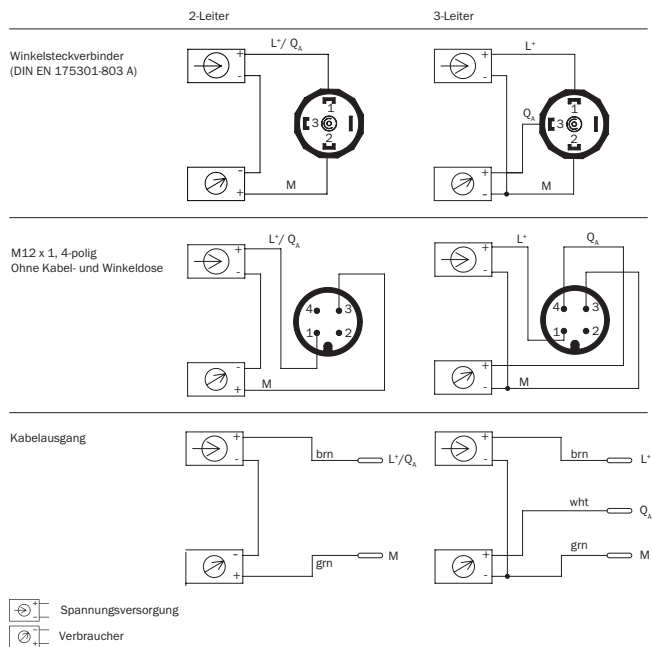 2-Leiter 3-Leiter
Winkelsteckverbinder
(DIN EN 175301-803 A)
L⁺/ Q_A
+
-
1
3
2
-
+
M
L⁺
+
-
Q_A
1
3
2
+
-
M
M12 x 1, 4-polig
Ohne Kabel- und Winkeldose
L⁺/ Q_A
+
-
4 3
1 2
-
+
M
L⁺ Q_A
+
-
4 3
1 2
+
-
M
Kabelausgang
+
-
brn L⁺/Q_A
-
+
grn M
+
-
brn L⁺
wht Q_A
+
-
grn M
+
-
Spannungsversorgung
-
+
Verbraucher